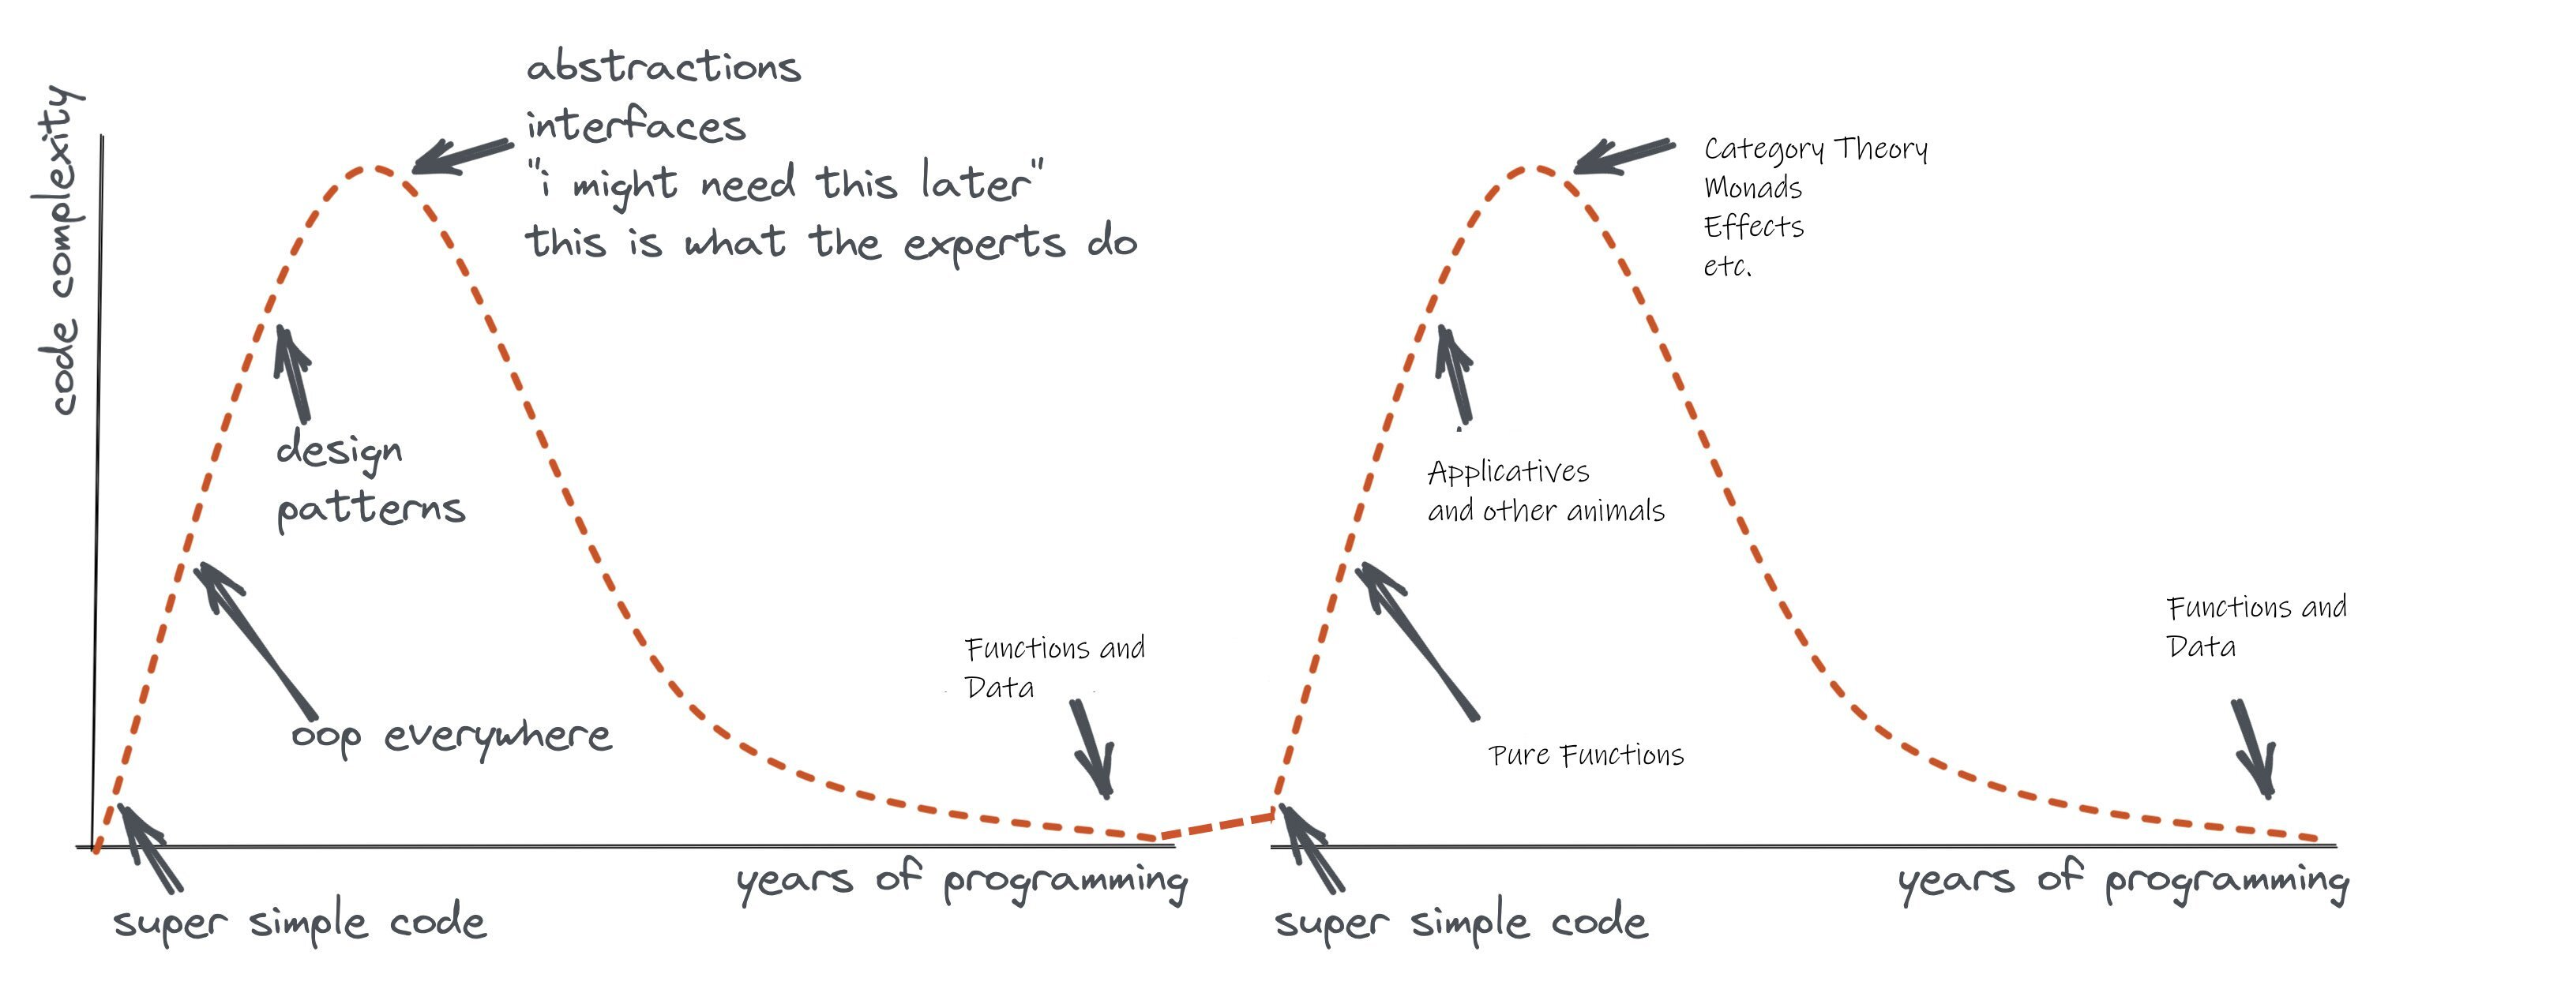 code complexity
abstractions
interfaces
"i might need this later"
this is what the experts do
design
patterns
oop everywhere
super simple code
Functions and
Data
years of programming
Category Theory
Monads
Effects
etc.
Applicatives
and other animals
Pure Functions
super simple code
Functions and
Data
years of programming